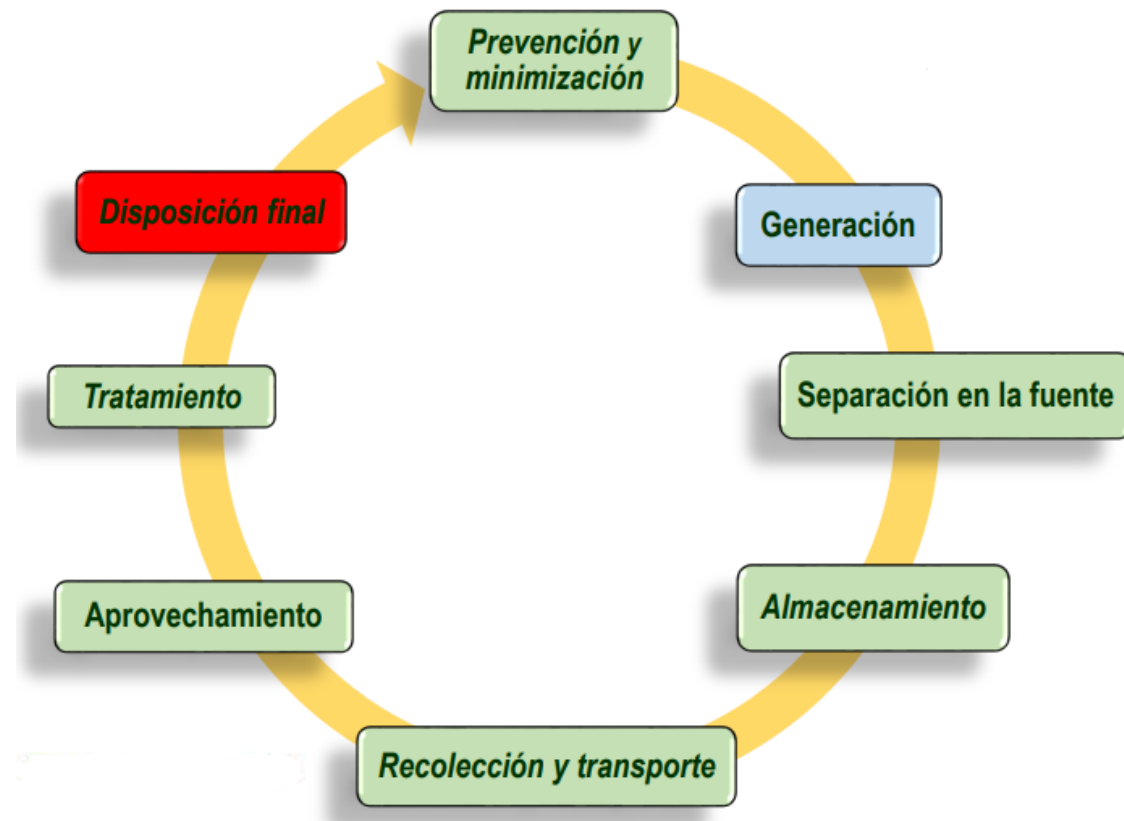 Prevención y
minimización
Generación
Separación en la fuente
Almacenamiento
Recolección y transporte
Aprovechamiento
Tratamiento
Disposición final